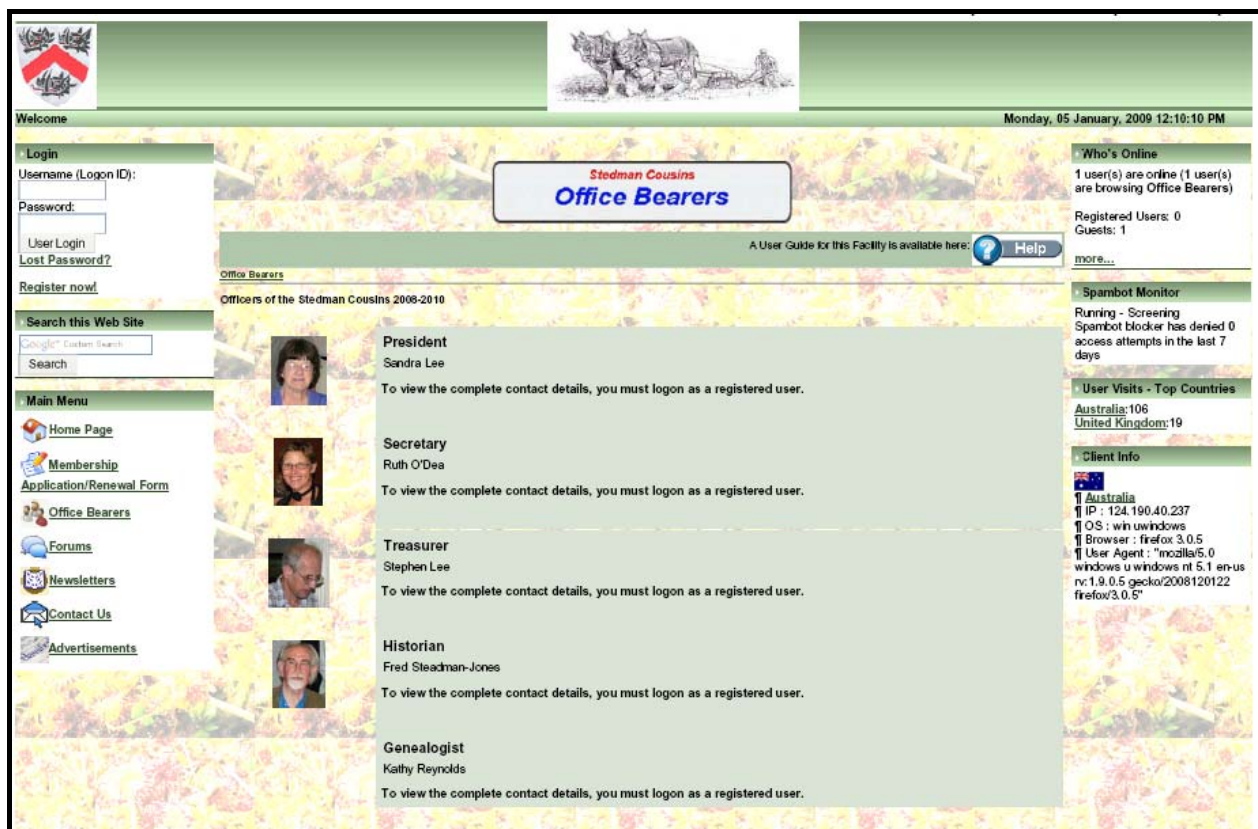 Welcome
Monday, 05 January, 2009 12:10:10 PM
Login
Username (Logon ID):
Password:
User Login
Lost Password?
Register now!
Search this Web Site
Google™ Custom Search
Search
Main Menu
Home Page
Membership
Application/Renewal Form
Office Bearers
Forums
Newsletters
Contact Us
Advertisements
Stedman Cousins
Office Bearers
A User Guide for this Facility is available here:
? Help
Office Bearers
Officers of the Stedman Cousins 2008-2010
President
Sandra Lee
To view the complete contact details, you must logon as a registered user.
Secretary
Ruth O'Dea
To view the complete contact details, you must logon as a registered user.
Treasurer
Stephen Lee
To view the complete contact details, you must logon as a registered user.
Historian
Fred Steadman-Jones
To view the complete contact details, you must logon as a registered user.
Genealogist
Kathy Reynolds
To view the complete contact details, you must logon as a registered user.
Who's Online
1 user(s) are online (1 user(s)
are browsing Office Bearers)
Registered Users: 0
Guests: 1
more...
Spambot Monitor
Running - Screening
Spambot blocker has denied 0
access attempts in the last 7
days
User Visits - Top Countries
Australia:106
United Kingdom:19
Client Info
¶ Australia
¶ IP : 124.190.40.237
¶ OS : win uwindows
¶ Browser : firefox 3.0.5
¶ User Agent : "mozilla/5.0
windows u windows nt 5.1 en-us
rv:1.9.0.5 gecko/2008120122
firefox/3.0.5"